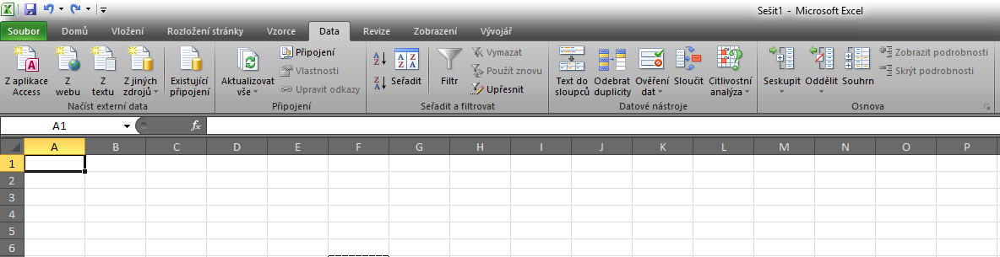 Sešit1 - Microsoft Excel
Soubor Domů Vložení Rozložení stránky Vzorce Data Revize Zobrazení Vývojář
Z aplikace Access
Z webu
Z textu
Z jiných zdrojů
Načíst externí data
Existující připojení
Aktualizovat vše
Připojení
Vlastnosti
Upravit odkazy
Připojení
Seřadit
Filtr
Vymazat
Použít znovu
Upřesnit
Seřadit a filtrovat
Text do sloupců
Odebrat duplicity
Ověření dat
Sloučit
Citlivostní analýza
Datové nástroje
Seskupit
Oddělit
Souhrn
Zobrazit podrobnosti
Skrýt podrobnosti
Osnova
A1
fx
A B C D E F G H I J K L M N O P
1
2
3
4
5
6